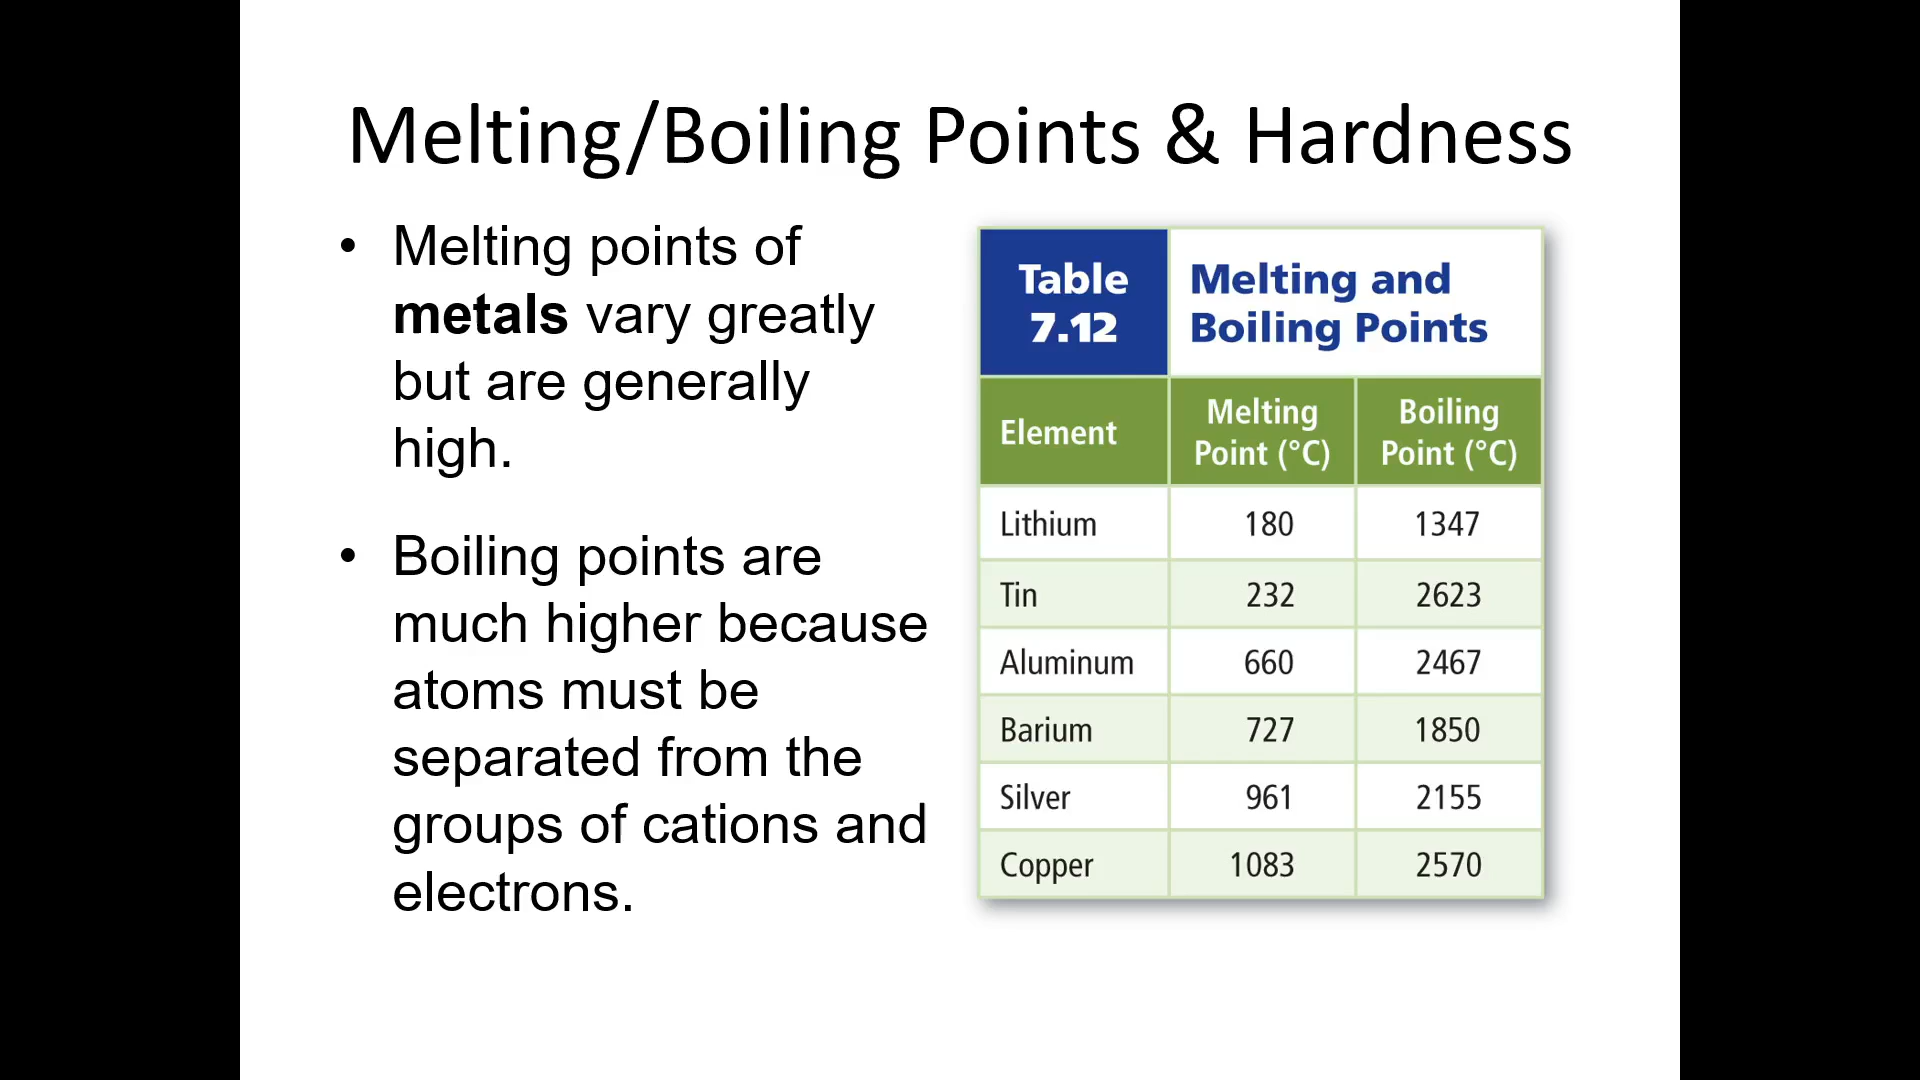 Melting/Boiling Points & Hardness
• Melting points of
metals vary greatly
but are generally
high.
• Boiling points are
much higher because
atoms must be
separated from the
groups of cations and
electrons.
Table
7.12
Melting and
Boiling Points
Element
Melting
Point (°C)
Boiling
Point (°C)
Lithium 180 1347
Tin 232 2623
Aluminum 660 2467
Barium 727 1850
Silver 961 2155
Copper 1083 2570